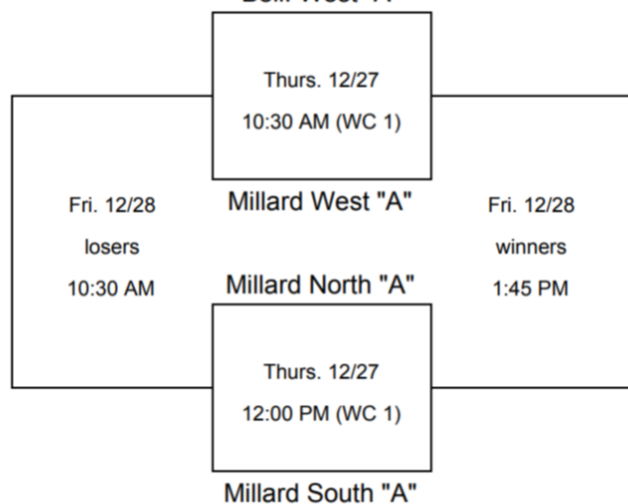 West
Thurs. 12/27
10:30 AM (WC 1)
Millard West "A"
Fri. 12/28
losers
10:30 AM
Fri. 12/28
winners
1:45 PM
Millard North "A"
Thurs. 12/27
12:00 PM (WC 1)
Millard South "A"